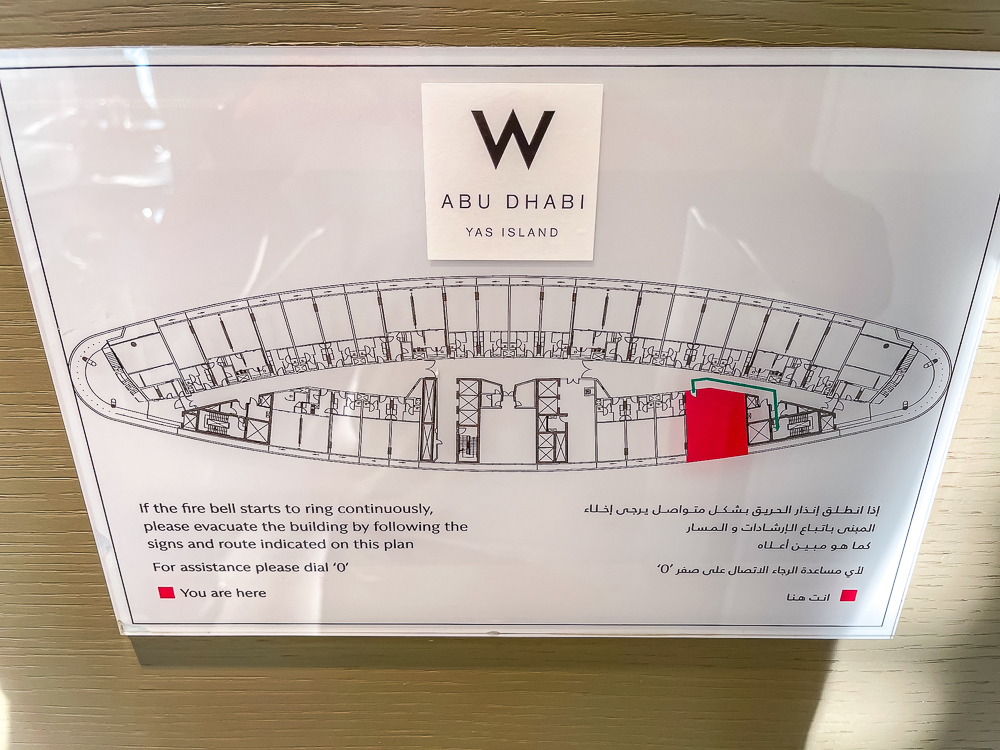 W
ABU DHABI
YAS ISLAND
If the fire bell starts to ring continuously,
please evacuate the building by following the
signs and route indicated on this plan
For assistance please dial ‘0’
You are here
إذا انطلق إنذار الحريق بشكل متواصل يرجى إخلاء
المبنى باتباع الإرشادات و المسار
كما هو مبين أعلاه
لأي مساعدة الرجاء الاتصال على صفر ‘0’
انت هنا